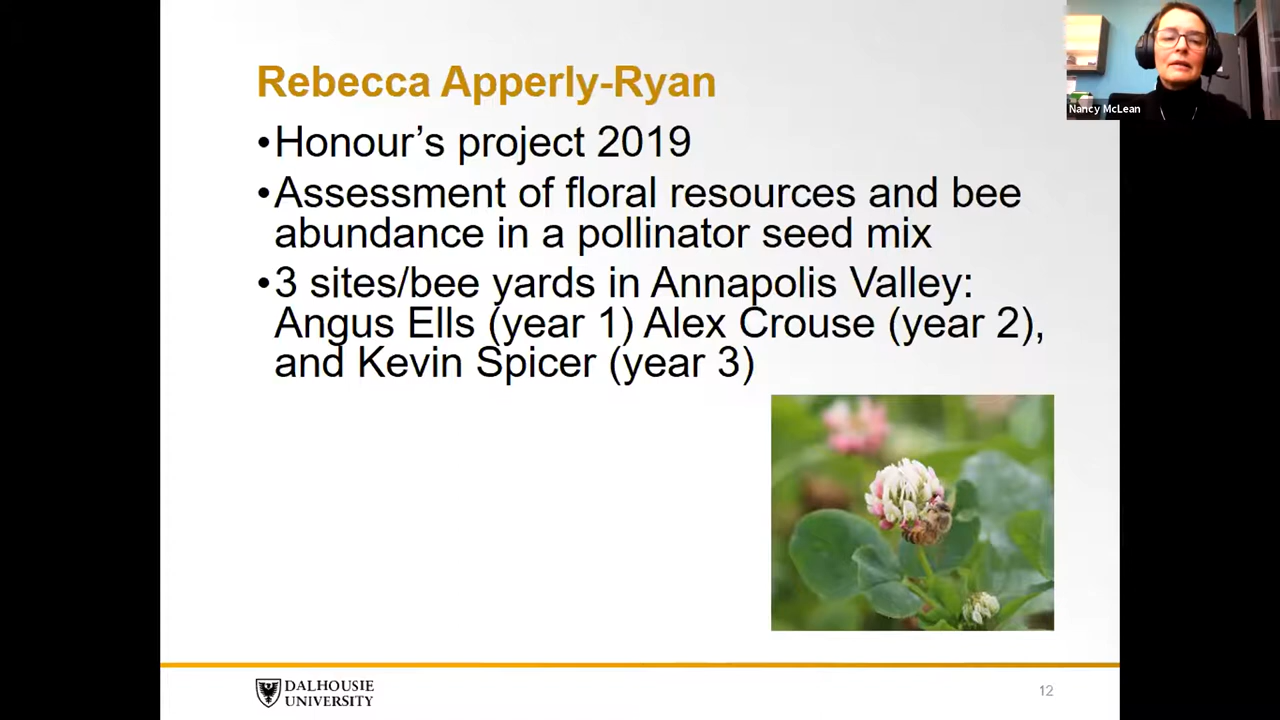 Rebecca Apperly-Ryan
•Honour's project 2019
•Assessment of floral resources and bee
abundance in a pollinator seed mix
•3 sites/bee yards in Annapolis Valley:
Angus Ells (year 1) Alex Crouse (year 2),
and Kevin Spicer (year 3)
Nancy McLean
DALHOUSIE
UNIVERSITY
12